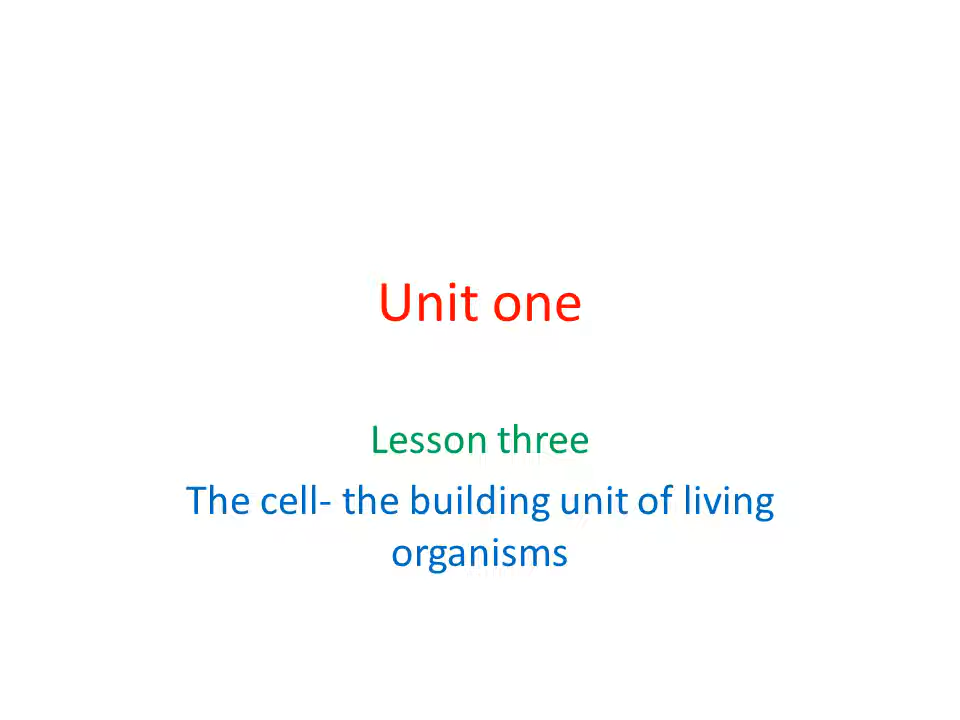 Unit one
Lesson three
The cell- the building unit of living
organisms